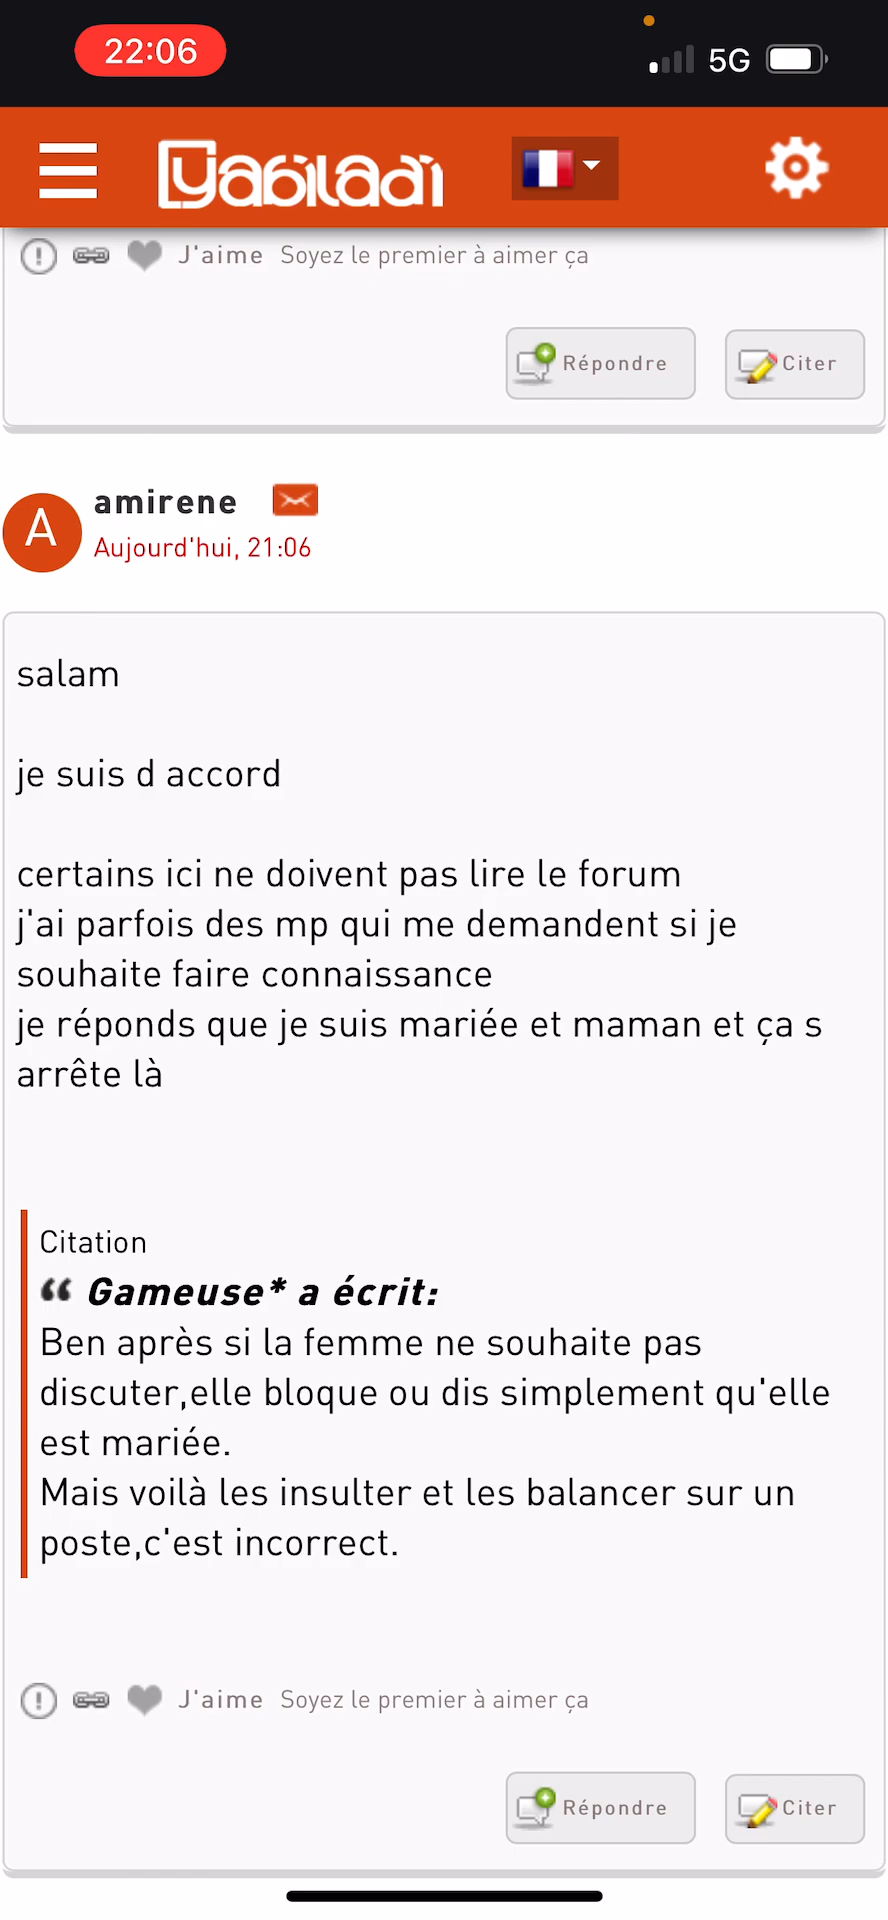 22:06
5G
Yabiladi
J'aime Soyez le premier à aimer ça
Répondre Citer
A
amirene
Aujourd'hui, 21:06
salam
je suis d accord
certains ici ne doivent pas lire le forum
j'ai parfois des mp qui me demandent si je
souhaite faire connaissance
je réponds que je suis mariée et maman et ça s
arrête là
Citation
“ Gameuse* a écrit:
Ben après si la femme ne souhaite pas
discuter,elle bloque ou dis simplement qu'elle
est mariée.
Mais voilà les insulter et les balancer sur un
poste,c'est incorrect.
J'aime Soyez le premier à aimer ça
Répondre Citer